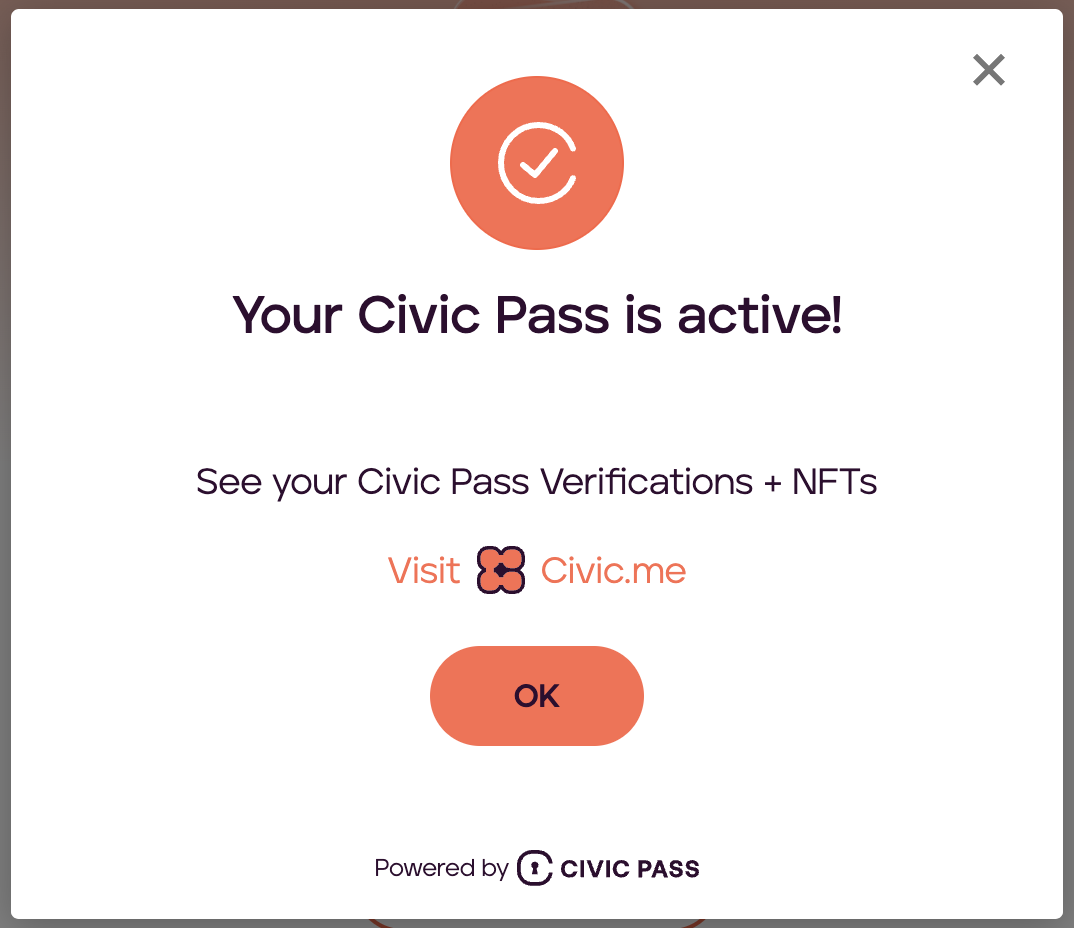 Your Civic Pass is active!
See your Civic Pass Verifications + NFTs
Visit Civic.me
OK
Powered by CIVIC PASS